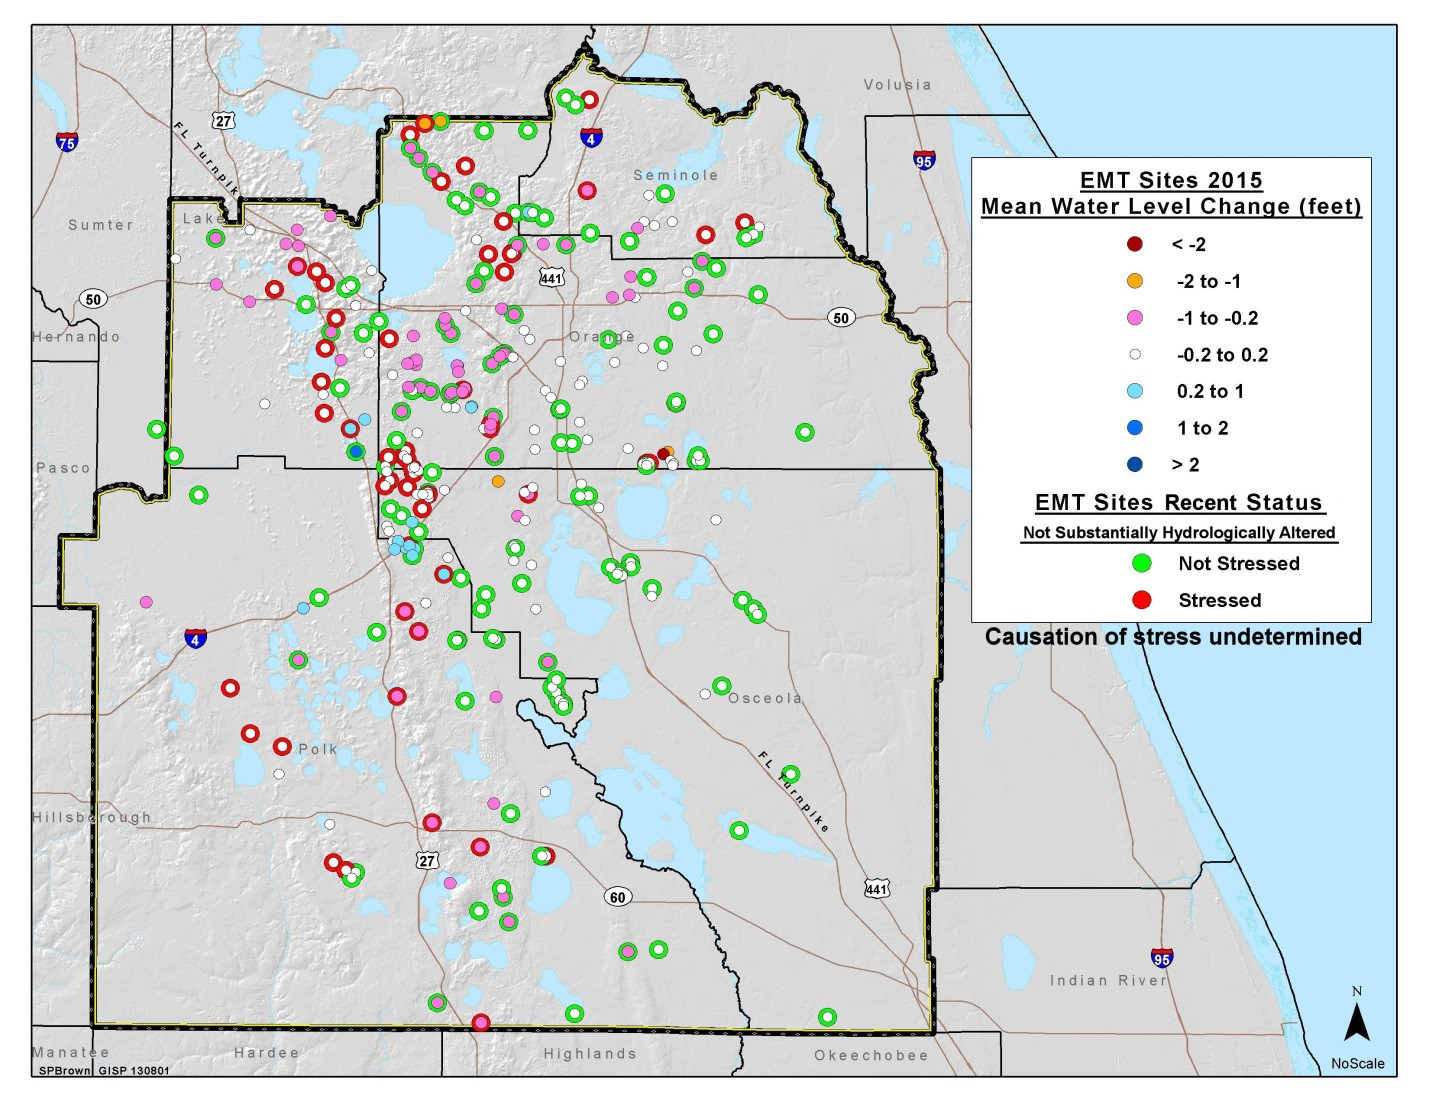 Volusia
27
FL Turnpik
4
75
95
Seminole
Lake
Sumter
441
50
50
Hernando
Orange
Pasco
4
Osceola
Polk
FL Turnpike
Hillsborough
27
60
441
95
Indian River
Manatee
Hardee
Highlands
Okeechobee
SPBrown GISP 130801
EMT Sites 2015
Mean Water Level Change (feet)
< -2
-2 to -1
-1 to -0.2
-0.2 to 0.2
0.2 to 1
1 to 2
> 2
EMT Sites Recent Status
Not Substantially Hydrologically Altered
Not Stressed
Stressed
Causation of stress undetermined
N
NoScale